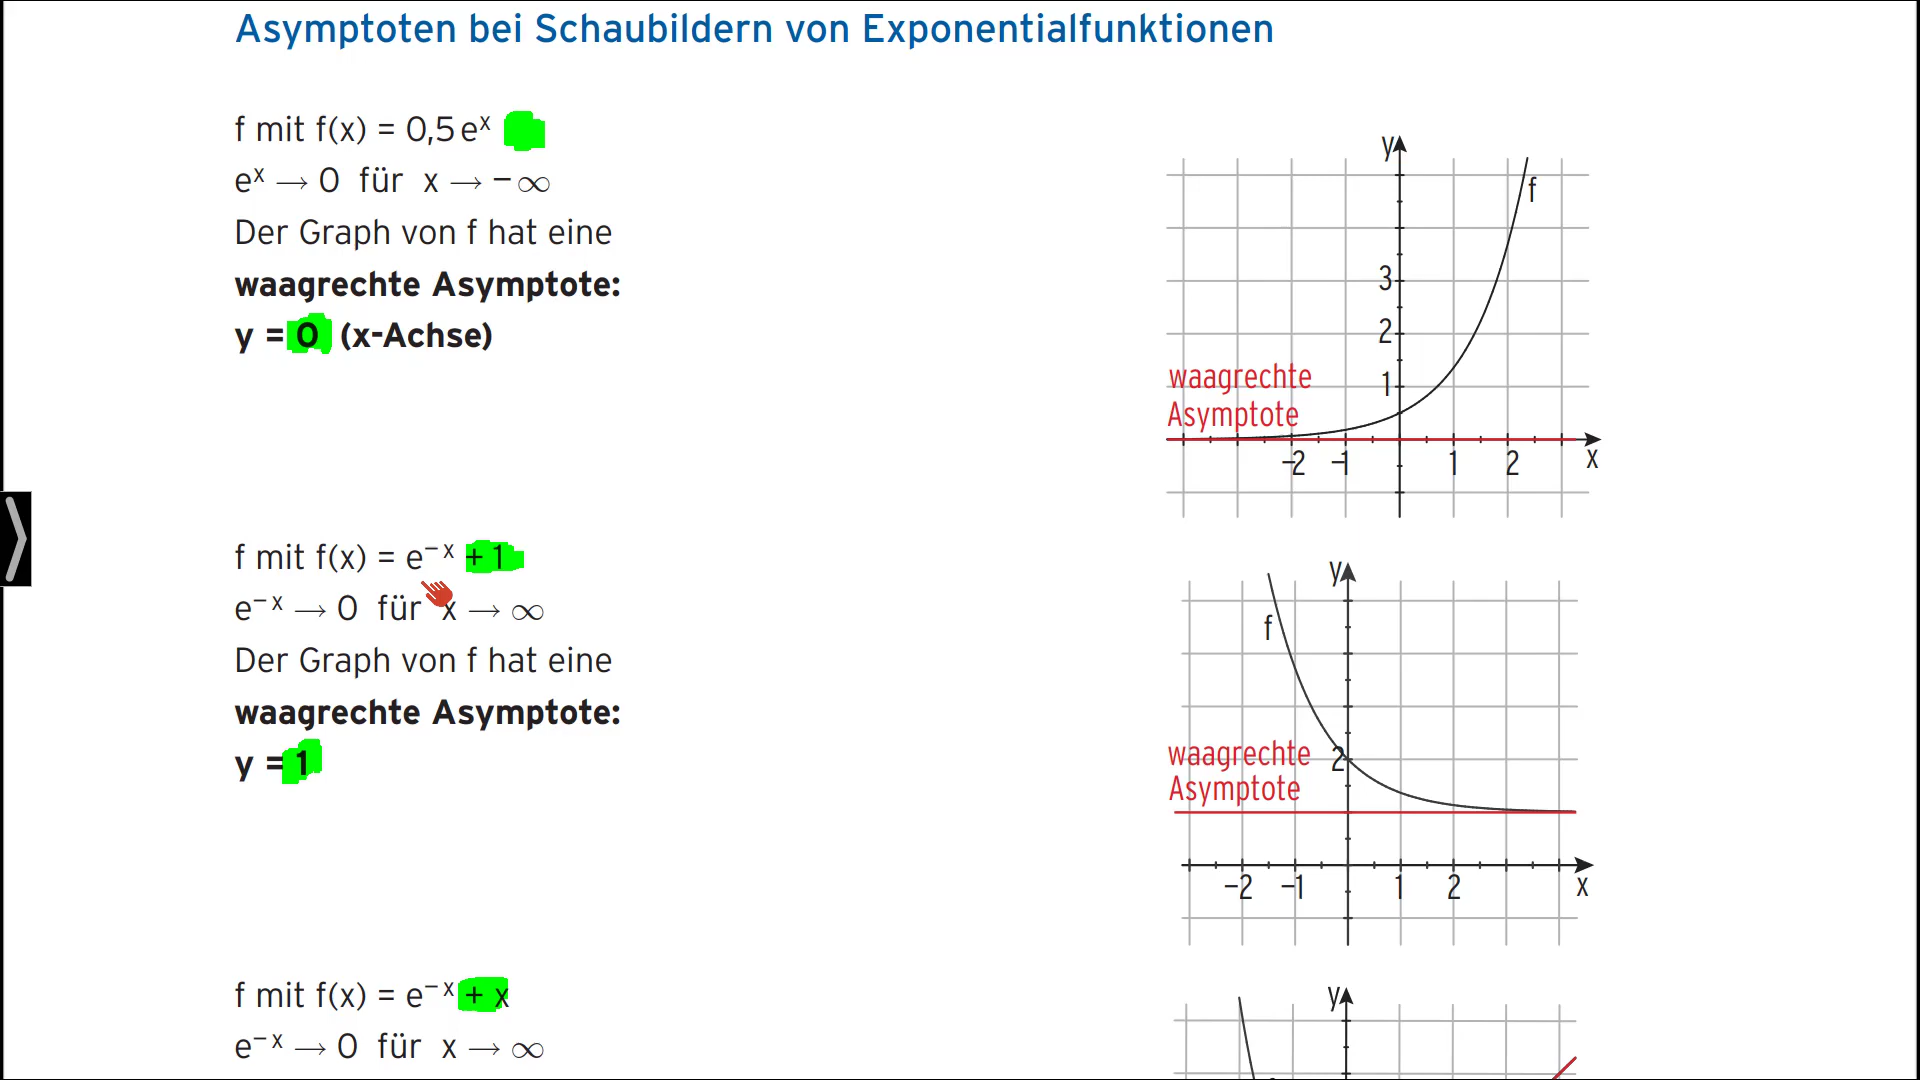 Asymptoten bei Schaubildern von Exponentialfunktionen
f mit f(x) = 0,5 eˣ
eˣ → 0 für x → − ∞
Der Graph von f hat eine
waagrechte Asymptote:
y = 0 (x-Achse)
y
f
3
2
1
waagrechte
Asymptote
−2 −1 1 2 x
f mit f(x) = e⁻ˣ + 1
e⁻ˣ → 0 für x → ∞
Der Graph von f hat eine
waagrechte Asymptote:
y = 1
y
f
2
waagrechte
Asymptote
−2 −1 1 2 x
f mit f(x) = e⁻ˣ + x
e⁻ˣ → 0 für x → ∞
y